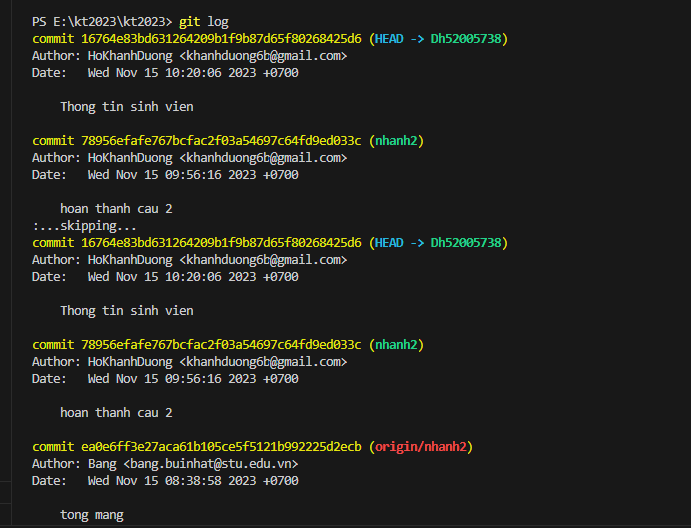 PS E:\kt2023\kt2023> git log
commit 16764e83bd631264209b1f9b87d65f80268425d6 (HEAD -> Dh52005738)
Author: HoKhanhDuong <khanhduong6b@gmail.com>
Date:   Wed Nov 15 10:20:06 2023 +0700
    Thong tin sinh vien
commit 78956efafe767bcfac2f03a54697c64fd9ed033c (nhanh2)
Author: HoKhanhDuong <khanhduong6b@gmail.com>
Date:   Wed Nov 15 09:56:16 2023 +0700
    hoan thanh cau 2
:...skipping...
commit 16764e83bd631264209b1f9b87d65f80268425d6 (HEAD -> Dh52005738)
Author: HoKhanhDuong <khanhduong6b@gmail.com>
Date:   Wed Nov 15 10:20:06 2023 +0700
    Thong tin sinh vien
commit 78956efafe767bcfac2f03a54697c64fd9ed033c (nhanh2)
Author: HoKhanhDuong <khanhduong6b@gmail.com>
Date:   Wed Nov 15 09:56:16 2023 +0700
    hoan thanh cau 2
commit ea0e6ff3e27aca61b105ce5f5121b992225d2ecb (origin/nhanh2)
Author: Bang <bang.buinhat@stu.edu.vn>
Date:   Wed Nov 15 08:38:58 2023 +0700
    tong mang